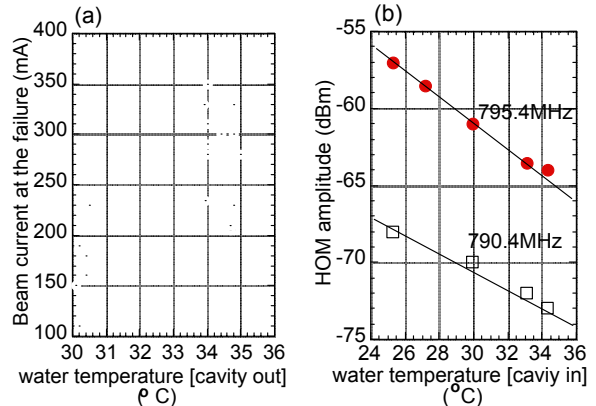 (a)
Beam current at the failure (mA)
400
350
300
250
200
150
100
30 31 32 33 34 35 36
water temperature [cavity out]
(º C)
(b)
HOM amplitude (dBm)
-55
-60
-65
-70
-75
795.4MHz
790.4MHz
24 26 28 30 32 34 36
water temperature [caviy in]
(ºC)